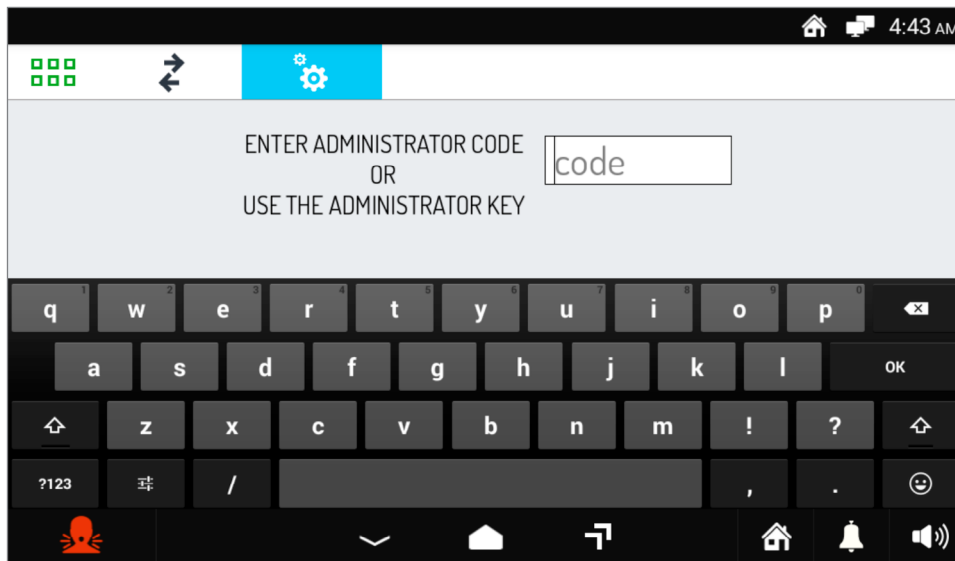 4:43 AM
ENTER ADMINISTRATOR CODE
OR
USE THE ADMINISTRATOR KEY
code
1 2 3 4 5 6 7 8 9 0
q w e r t y u i o p
a s d f g h j k l OK
z x c v b n m ! ?
?123 / , .